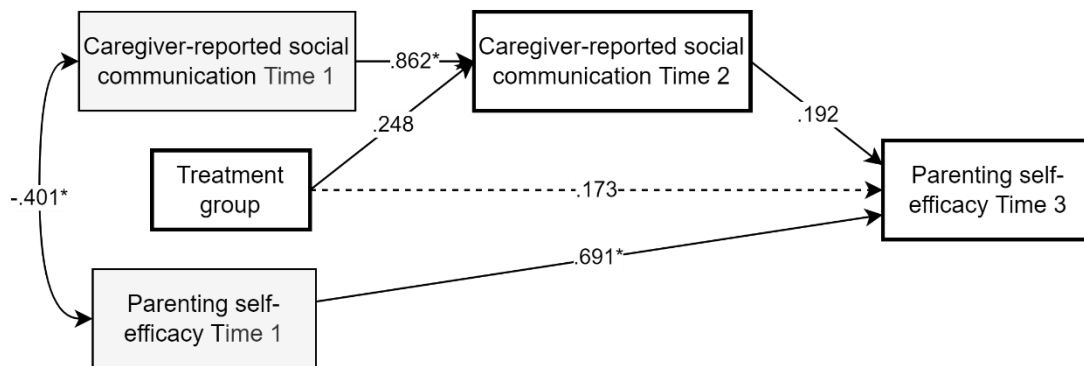 Caregiver-reported social
communication Time 1
.862*
Caregiver-reported social
communication Time 2
.248
.192
Treatment
group
-.401*
.173
Parenting self-
efficacy Time 3
.691*
Parenting self-
efficacy Time 1